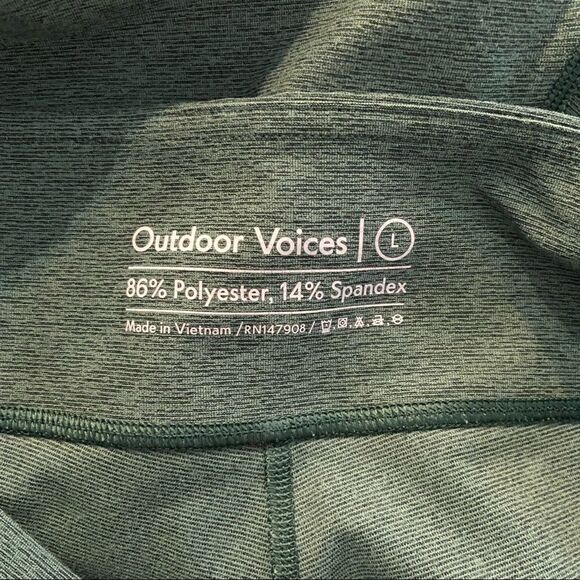 Outdoor Voices | L
86% Polyester, 14% Spandex
Made in Vietnam /RN147908/